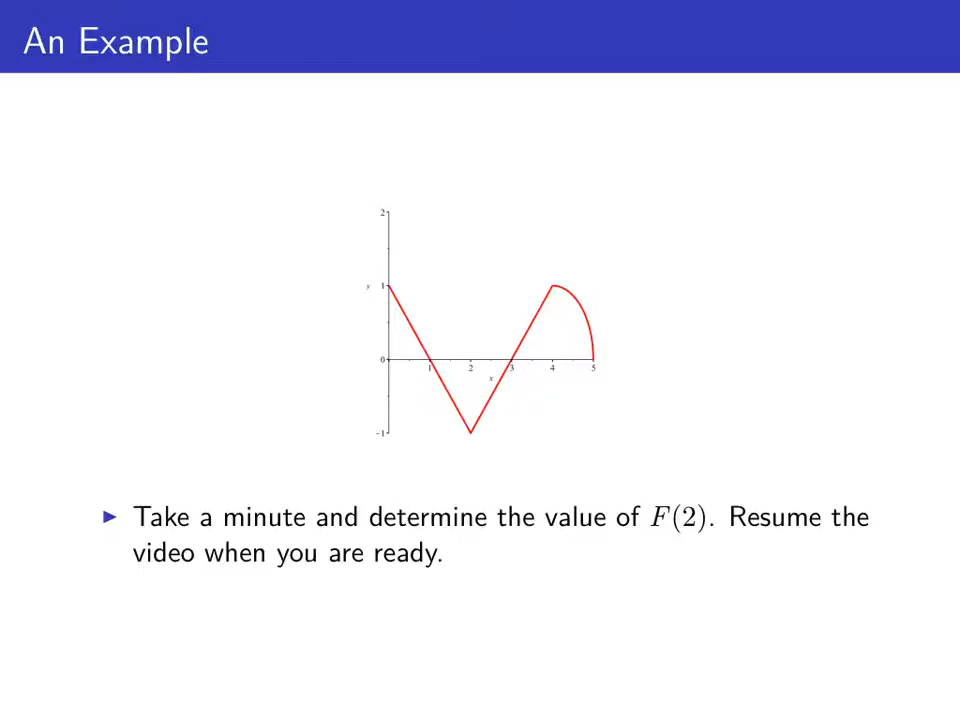 An Example
2
y 1
0 1 2 3 4 5
x
-1
▶ Take a minute and determine the value of F(2). Resume the
video when you are ready.